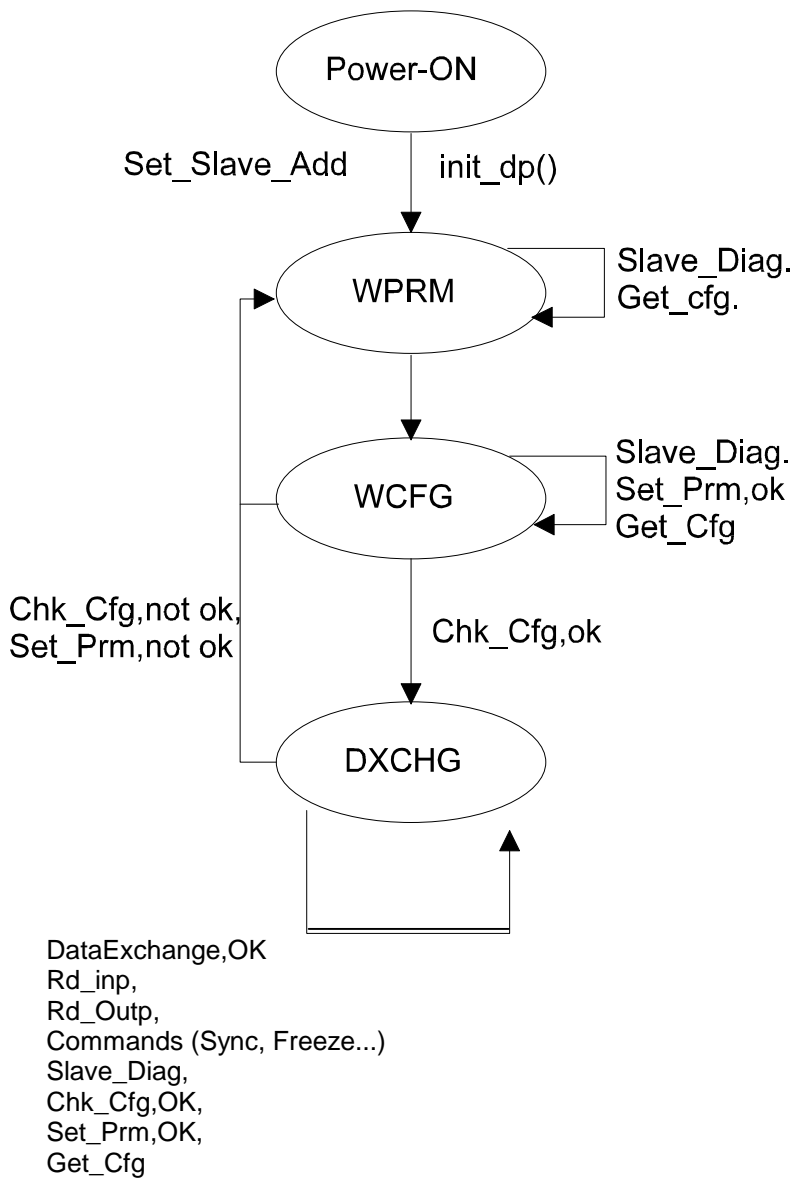 Power-ON
Set_Slave_Add
init_dp()
WPRM
Slave_Diag.
Get_cfg.
WCFG
Slave_Diag.
Set_Prm,ok
Get_Cfg
Chk_Cfg,not ok,
Set_Prm,not ok
Chk_Cfg,ok
DXCHG
DataExchange,OK
Rd_inp,
Rd_Outp,
Commands (Sync, Freeze...)
Slave_Diag,
Chk_Cfg,OK,
Set_Prm,OK,
Get_Cfg